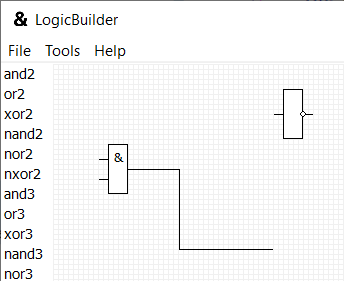 & LogicBuilder
File Tools Help
and2
or2
xor2
nand2
nor2
nxor2
and3
or3
xor3
nand3
nor3
&